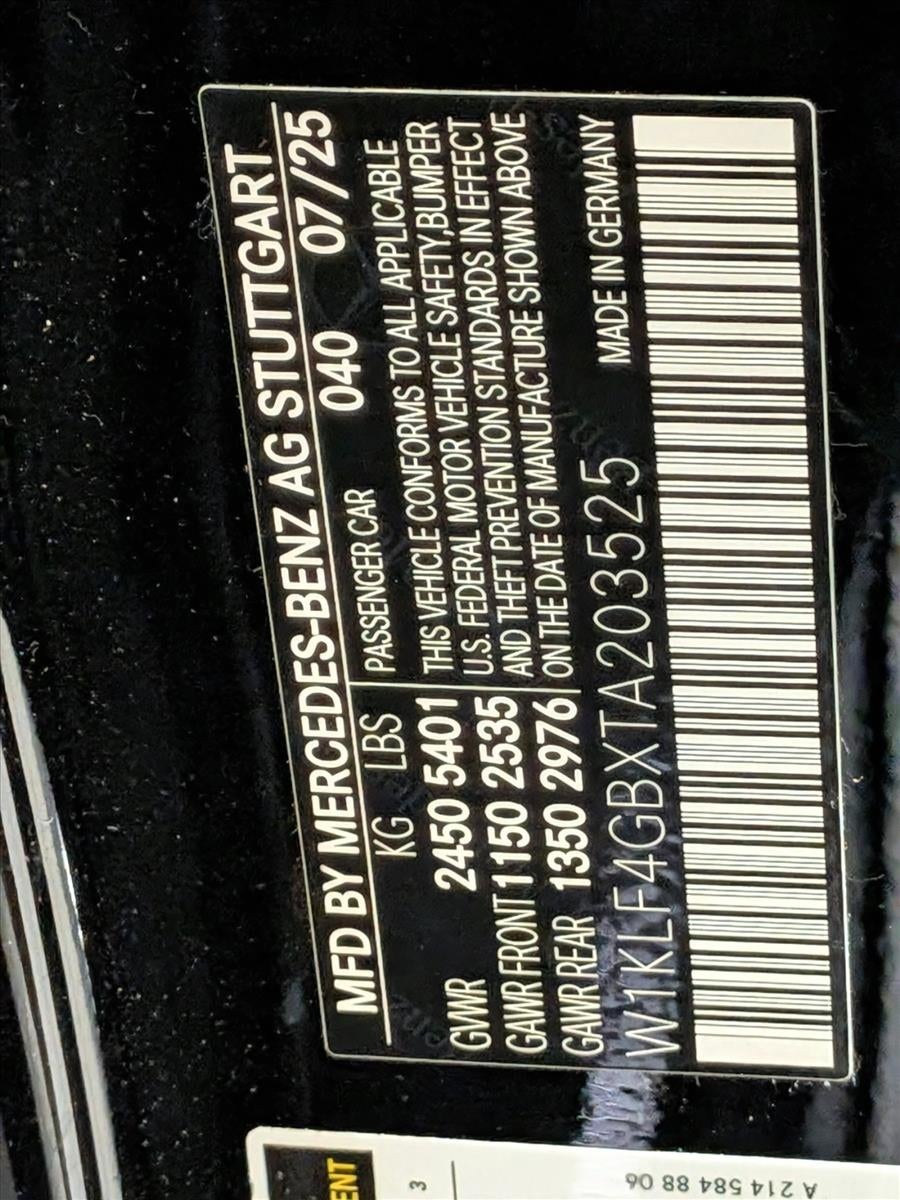 MFD BY MERCEDES-BENZ AG STUTTGART
KG LBS 040 07/25
GWR 2450 5401
GAWR FRONT 1150 2535
GAWR REAR 1350 2976
PASSENGER CAR
THIS VEHICLE CONFORMS TO ALL APPLICABLE
U.S. FEDERAL MOTOR VEHICLE SAFETY,BUMPER
AND THEFT PREVENTION STANDARDS IN EFFECT
ON THE DATE OF MANUFACTURE SHOWN ABOVE
W1KLF4GBXTA203525 MADE IN GERMANY
3
A 214 584 88 06